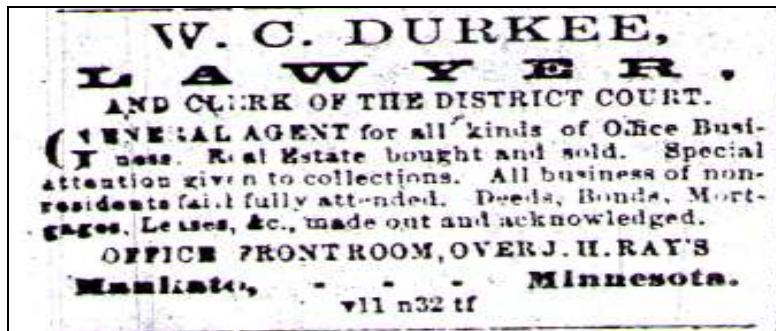 W. C. DURKEE,
LAWYER,
AND CLERK OF THE DISTRICT COURT.
GENERAL AGENT for all kinds of Office Busi-
ness. Real Estate bought and sold. Special
attention given to collections. All business of non-
residents faithfully attended. Deeds, Bonds, Mort-
gages, Leases, &c., made out and acknowledged.
OFFICE FRONT ROOM, OVER J. H. RAY'S
Mankato, - - - Minnesota.
v11 n32 tf